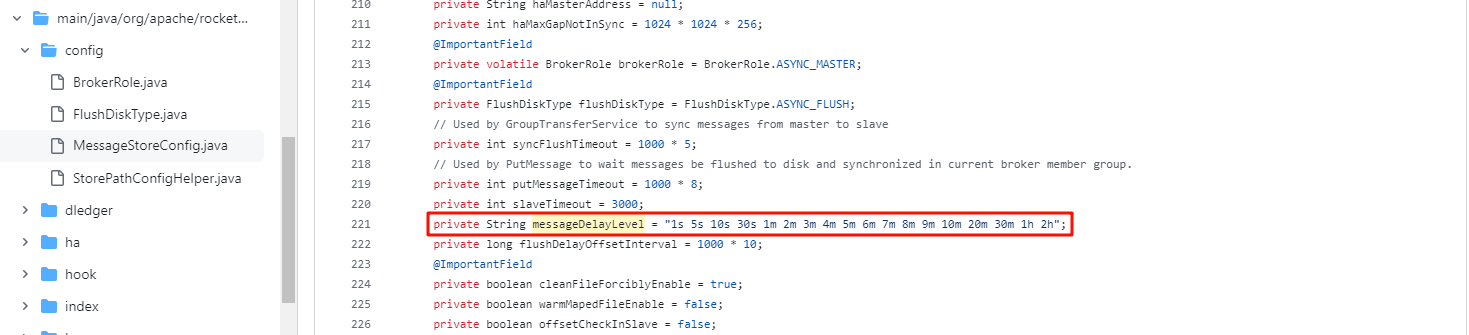 main/java/org/apache/rocket...
config
BrokerRole.java
FlushDiskType.java
MessageStoreConfig.java
StorePathConfigHelper.java
dledger
ha
hook
index
210 private String haMasterAddress = null;
211 private int haMaxGapNotInSync = 1024 * 1024 * 256;
212 @ImportantField
213 private volatile BrokerRole brokerRole = BrokerRole.ASYNC_MASTER;
214 @ImportantField
215 private FlushDiskType flushDiskType = FlushDiskType.ASYNC_FLUSH;
216 // Used by GroupTransferService to sync messages from master to slave
217 private int syncFlushTimeout = 1000 * 5;
218 // Used by PutMessage to wait messages be flushed to disk and synchronized in current broker member group.
219 private int putMessageTimeout = 1000 * 8;
220 private int slaveTimeout = 3000;
221 private String messageDelayLevel = "1s 5s 10s 30s 1m 2m 3m 4m 5m 6m 7m 8m 9m 10m 20m 30m 1h 2h";
222 private long flushDelayOffsetInterval = 1000 * 10;
223 @ImportantField
224 private boolean cleanFileForciblyEnable = true;
225 private boolean warmMapedFileEnable = false;
226 private boolean offsetCheckInSlave = false;